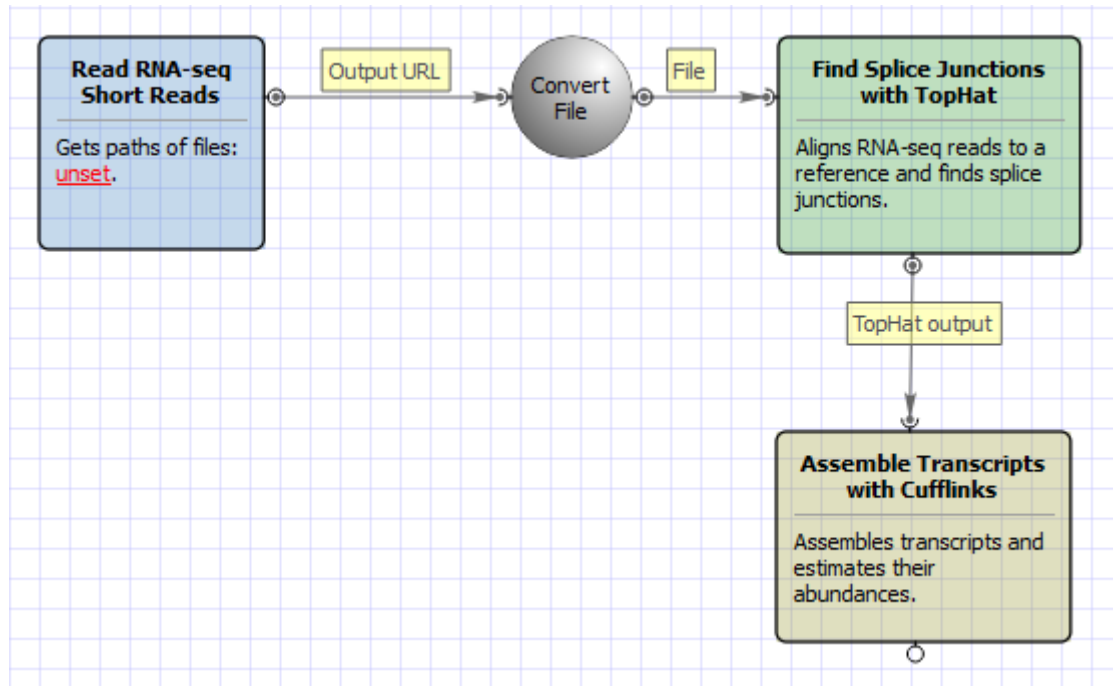 Read RNA-seq
Short Reads
Gets paths of files:
unset.
Output URL
Convert
File
File
Find Splice Junctions
with TopHat
Aligns RNA-seq reads to a
reference and finds splice
junctions.
TopHat output
Assemble Transcripts
with Cufflinks
Assembles transcripts and
estimates their
abundances.